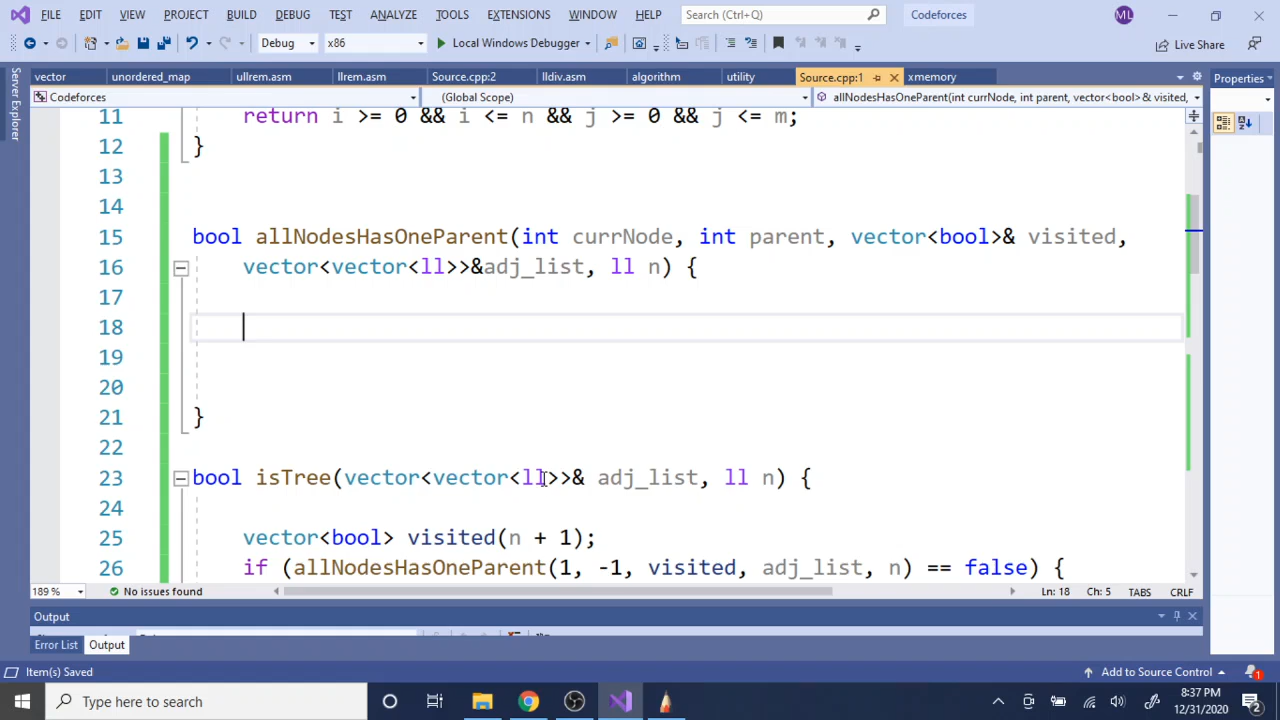 FILE EDIT VIEW PROJECT BUILD DEBUG TEST ANALYZE TOOLS EXTENSIONS WINDOW HELP Search (Ctrl+Q) Codeforces ML
Debug x86 Local Windows Debugger Live Share
vector unordered_map ullrem.asm llrem.asm Source.cpp:2 lldiv.asm algorithm utility Source.cpp:1 xmemory Properties
Server Explorer
Codeforces (Global Scope) allNodesHasOneParent(int currNode, int parent, vector<bool>& visited,
11 return i >= 0 && i <= n && j >= 0 && j <= m;
12 }
13
14
15 bool allNodesHasOneParent(int currNode, int parent, vector<bool>& visited,
16 vector<vector<ll>>&adj_list, ll n) {
17
18
19
20
21 }
22
23 bool isTree(vector<vector<ll>>& adj_list, ll n) {
24
25 vector<bool> visited(n + 1);
26 if (allNodesHasOneParent(1, -1, visited, adj_list, n) == false) {
189 % No issues found Ln: 18 Ch: 5 TABS CRLF
Output
Error List Output
Item(s) Saved Add to Source Control 1
Type here to search 8:37 PM
12/31/2020 2